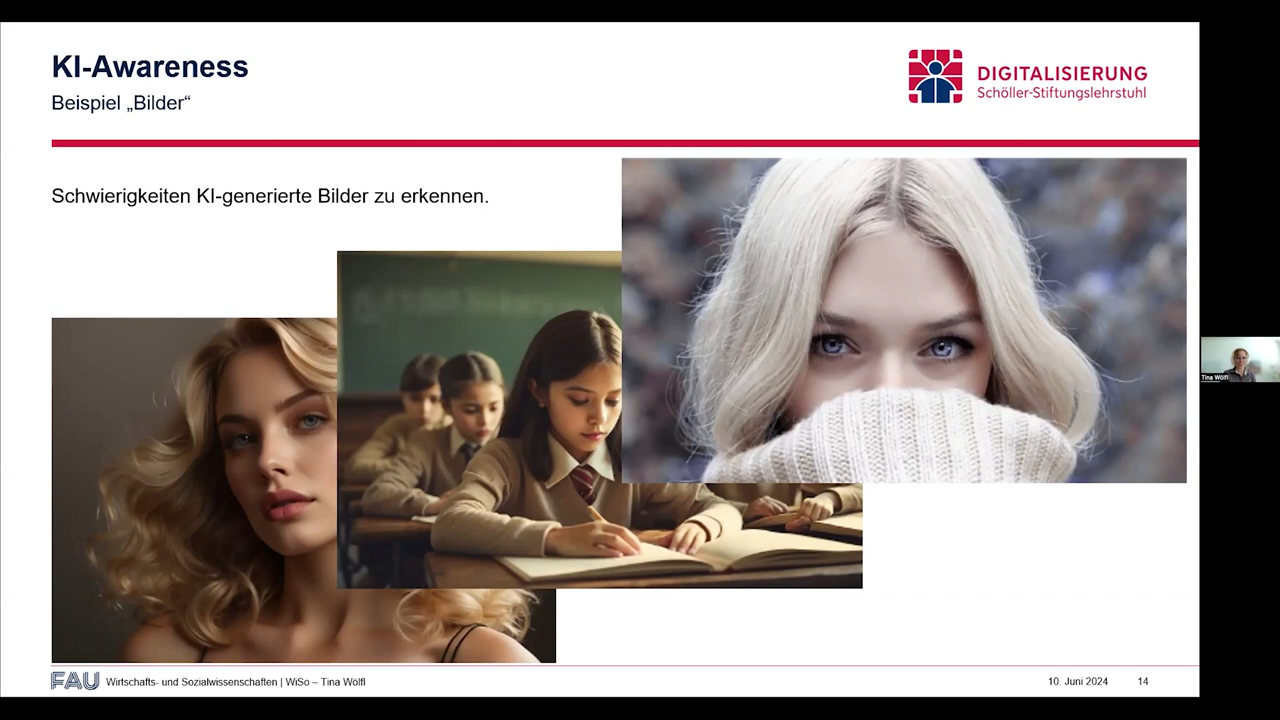 KI-Awareness
Beispiel „Bilder“
DIGITALISIERUNG
Schöller-Stiftungslehrstuhl
Schwierigkeiten KI-generierte Bilder zu erkennen.
Tina Wölfl
FAU Wirtschafts- und Sozialwissenschaften | WiSo – Tina Wölfl
10. Juni 2024 14